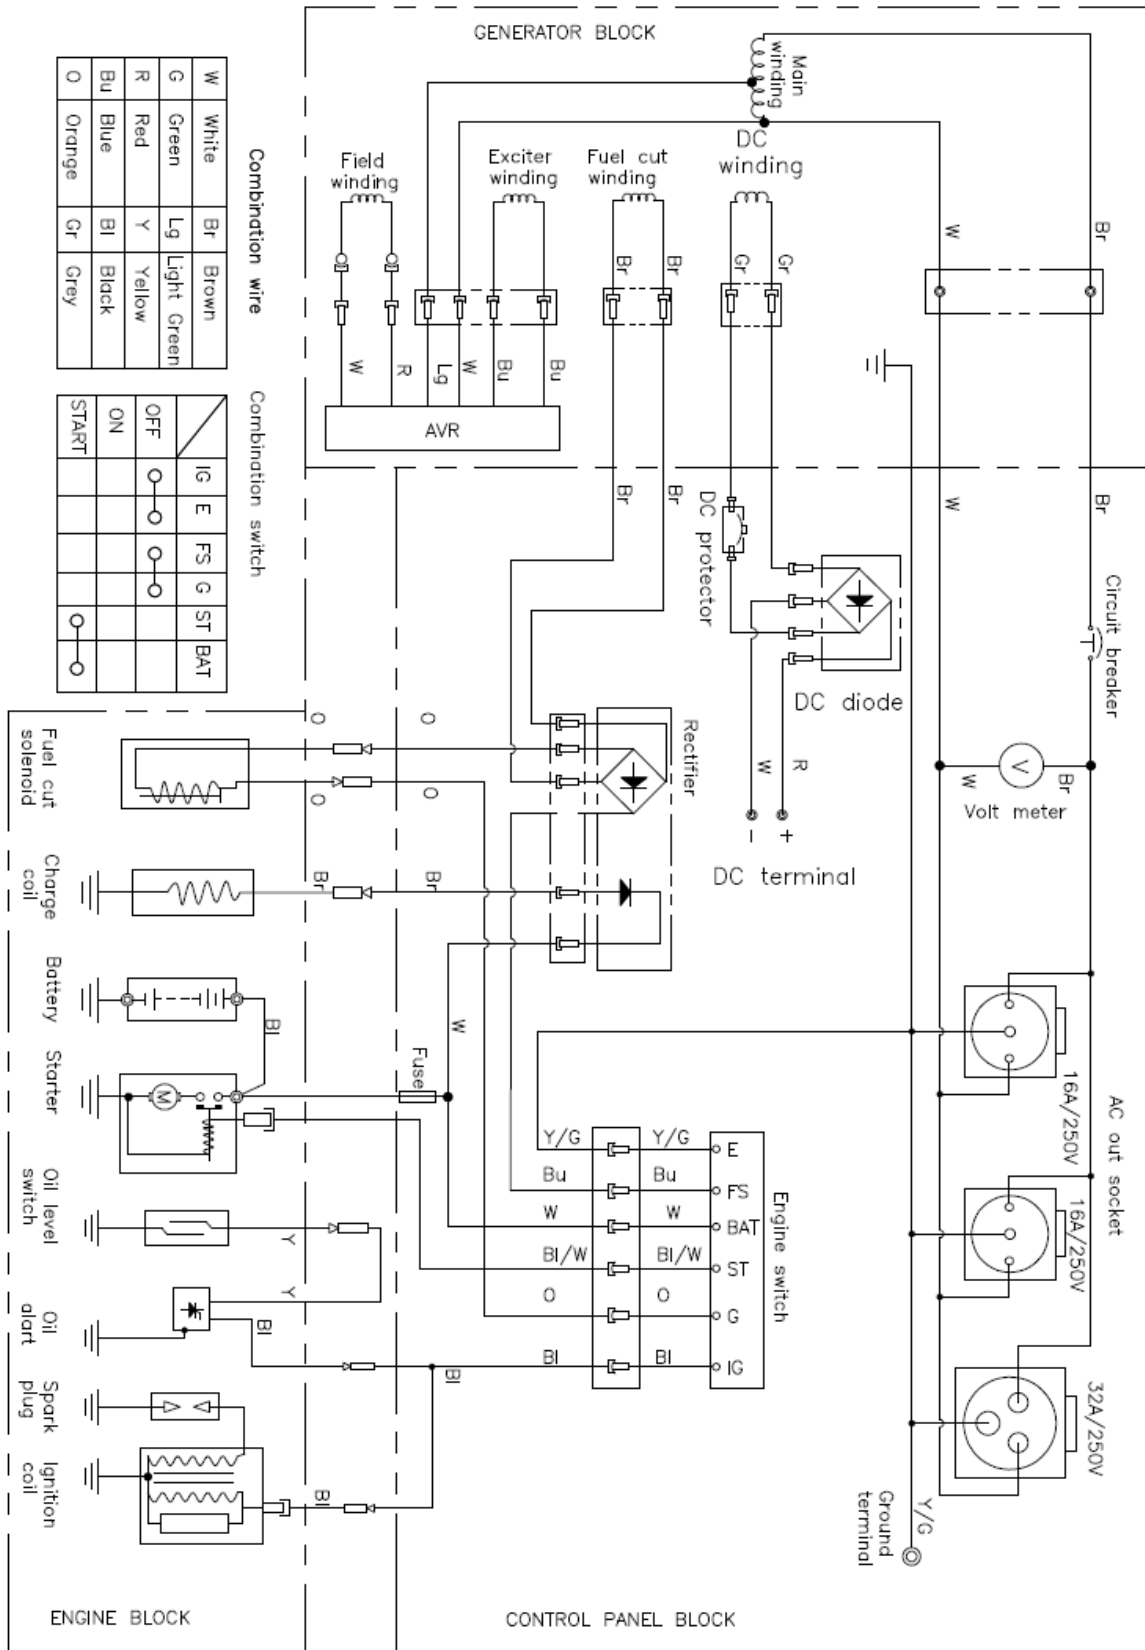 GENERATOR BLOCK
Main
winding
DC
winding
Field
winding
Exciter
winding
Fuel cut
winding
W
Br
Br
Br
Gr
Gr
W
R
Lg
W
Bu
Bu
AVR
Combination wire
W White Br Brown
G Green Lg Light Green
R Red Y Yellow
Bu Blue Bl Black
O Orange Gr Grey
Combination switch
IG E FS G ST BAT
OFF
ON
START
Br
Br
DC protector
W
Br
Circuit breaker
DC diode
W
R
- +
DC terminal
V
W
Br
Volt meter
Rectifier
O
O
O
O
Fuel cut
solenoid
Br
Br
Charge
coil
Battery
Bl
W
Fuse
Starter
M
Oil level
switch
Y
Y
Oil
alart
Bl
Bl
Spark
plug
Ignition
coil
Bl
Y/G Y/G E
Bu Bu FS
W W BAT
Bl/W Bl/W ST
O O G
Bl Bl IG
Engine switch
AC out socket
16A/250V
16A/250V
32A/250V
Y/G
Ground
terminal
ENGINE BLOCK
CONTROL PANEL BLOCK